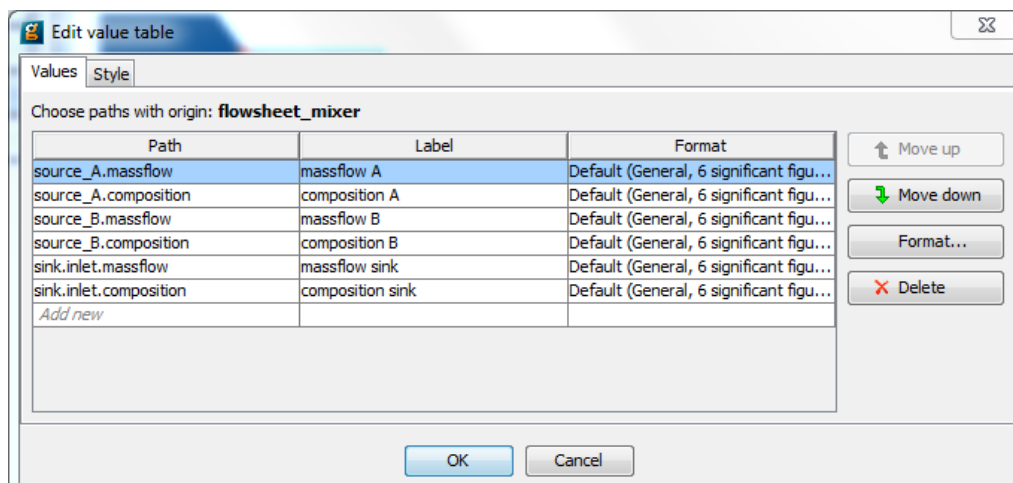 Edit value table
Values Style
Choose paths with origin: flowsheet_mixer
Path Label Format
source_A.massflow massflow A Default (General, 6 significant figu...
source_A.composition composition A Default (General, 6 significant figu...
source_B.massflow massflow B Default (General, 6 significant figu...
source_B.composition composition B Default (General, 6 significant figu...
sink.inlet.massflow massflow sink Default (General, 6 significant figu...
sink.inlet.composition composition sink Default (General, 6 significant figu...
Add new
Move up
Move down
Format...
Delete
OK Cancel